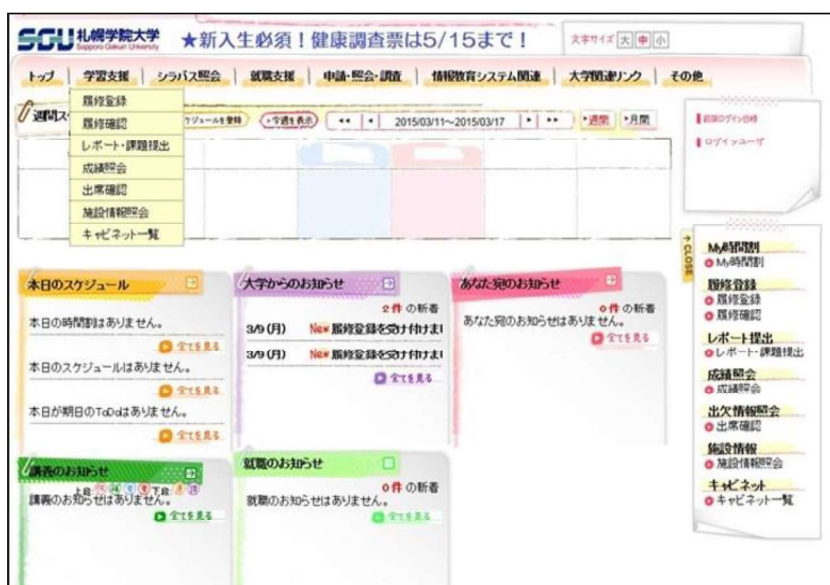 SGU 札幌学院大学
Sapporo Gakuin University
★新入生必須！健康調査票は5/15まで！
文字サイズ 大 中 小
トップ 学習支援 シラバス照会 就職支援 申請・照会・調査 情報教育システム関連 大学関連リンク その他
履修登録
履修確認
レポート・課題提出
成績照会
出席確認
施設情報照会
キャビネット一覧
週間ス
ケジュールを登録 今週を表示 2015/03/11～2015/03/17 週間 月間
前回ログイン日時
ログインユーザ
CLOSE
My時間割
My時間割
履修登録
履修登録
履修確認
レポート提出
レポート・課題提出
成績照会
成績照会
出欠情報照会
出席確認
施設情報
施設情報照会
キャビネット
キャビネット一覧
本日のスケジュール
本日の時間割はありません。
全てを見る
本日のスケジュールはありません。
全てを見る
本日が期日のToDoはありません。
全てを見る
大学からのお知らせ
2件 の新着
3/9 (月) New 履修登録を受け付けまし
3/9 (月) New 履修登録を受け付けまし
全てを見る
あなた宛のお知らせ
0件 の新着
あなた宛のお知らせはありません。
全てを見る
講義のお知らせ
講義のお知らせはありません。
全てを見る
就職のお知らせ
0件 の新着
就職のお知らせはありません。
全てを見る